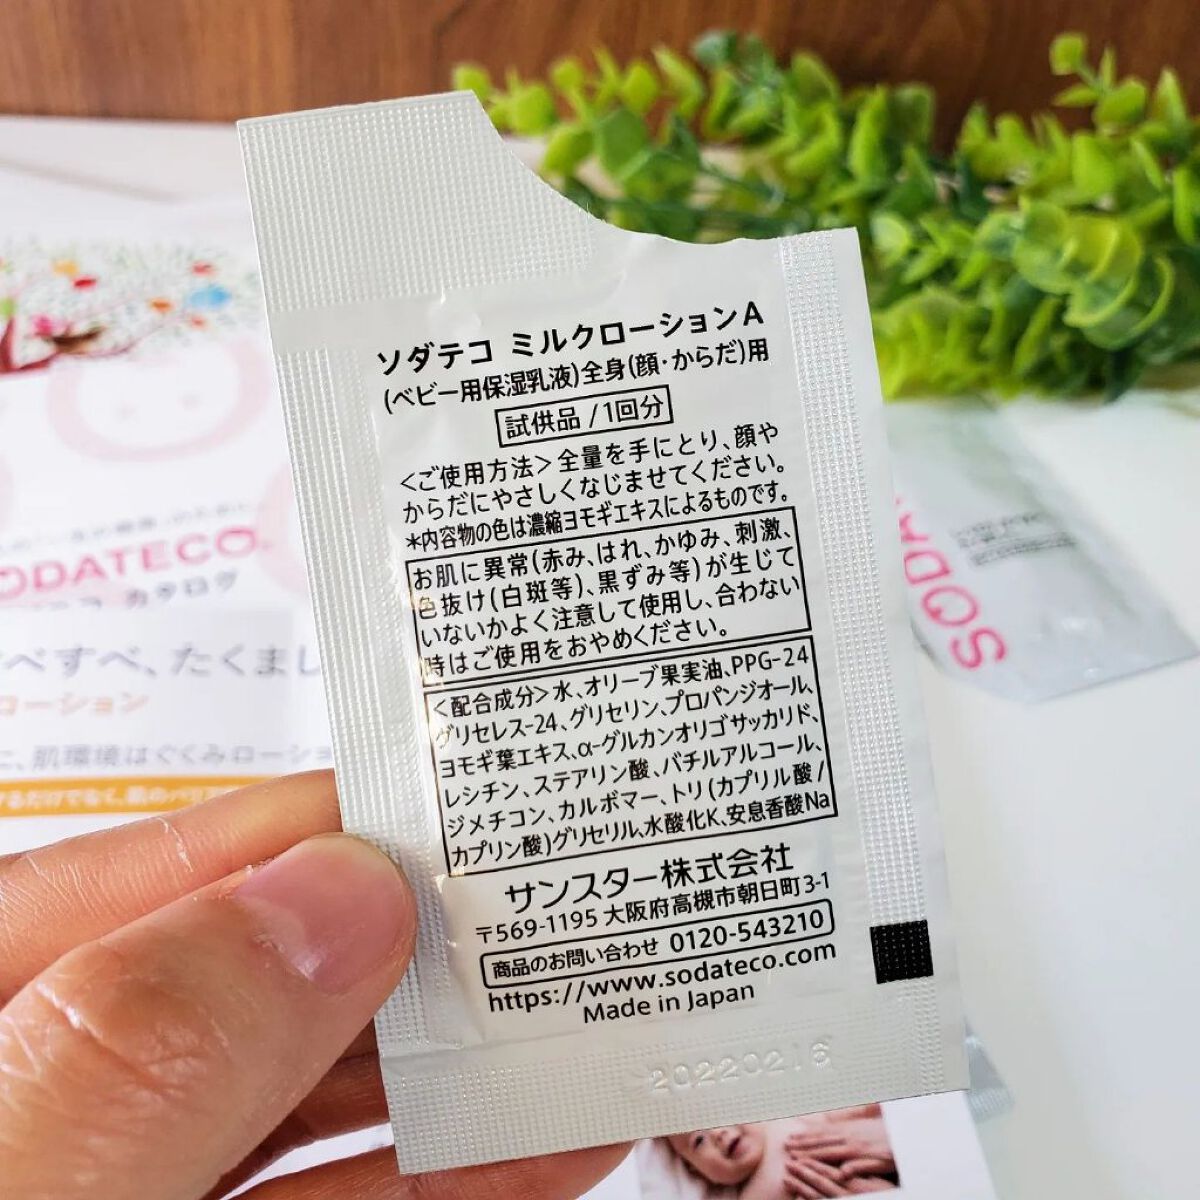 ソダテコ ミルクローションA
(ベビー用保湿乳液)全身(顔・からだ)用
試供品 /1回分
<ご使用方法>全量を手にとり、顔や
からだにやさしくなじませてください。
*内容物の色は濃縮ヨモギエキスによるものです。
お肌に異常(赤み、はれ、かゆみ、刺激、
色抜け(白斑等)、黒ずみ等)が生じて
いないかよく注意して使用し、合わない
時はご使用をおやめください。
<配合成分>水、オリーブ果実油、PPG-24
グリセレス-24、グリセリン、プロパンジオール、
ヨモギ葉エキス、α-グルカンオリゴサッカリド、
レシチン、ステアリン酸、バチルアルコール、
ジメチコン、カルボマー、トリ(カプリル酸/
カプリン酸)グリセリル、水酸化K、安息香酸Na
サンスター株式会社
〒569-1195 大阪府高槻市朝日町3-1
商品のお問い合わせ 0120-543210
https://www.sodateco.com
Made in Japan
20220216
ODATECO
カタログ
べすべ、たくまし
ローション
に、肌環境はぐくみローショ
SODA